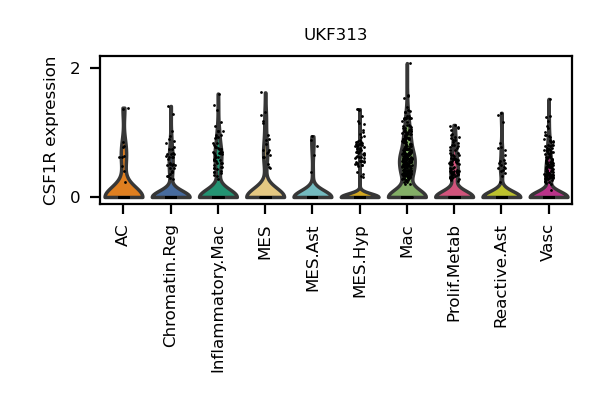 UKF313
CSF1R expression
2
0
AC
Chromatin.Reg
Inflammatory.Mac
MES
MES.Ast
MES.Hyp
Mac
Prolif.Metab
Reactive.Ast
Vasc